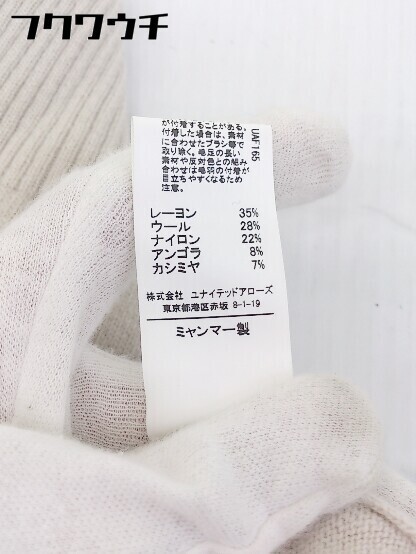 フクワウチ
が付着することがある。
付着した場合は、素材
に合わせたブラシ等で
取り除く。毛足の長い
素材や反対色との組み
合わせは毛羽の付着が
目立ちやすくなるため
注意。
UAF165
レーヨン 35%
ウール 28%
ナイロン 22%
アンゴラ 8%
カシミヤ 7%
株式会社 ユナイテッドアローズ
東京都港区赤坂 8-1-19
ミャンマー製